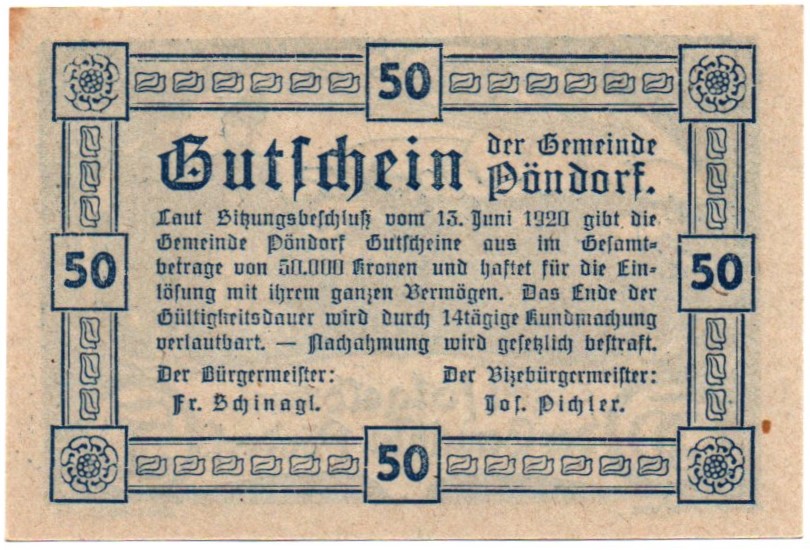 50
Gutschein der Gemeinde
Pöndorf.
Laut Sitzungsbeschluß vom 13. Juni 1920 gibt die
Gemeinde Pöndorf Gutscheine aus im Gesamt-
betrage von 50.000 Kronen und haftet für die Ein-
50 50
lösung mit ihrem ganzen Vermögen. Das Ende der
Gültigkeitsdauer wird durch 14tägige Kundmachung
verlautbart. — Nachahmung wird gesetzlich bestraft.
Der Bürgermeister: Der Vizebürgermeister:
Fr. Schinagl. Jos. Pichler.
50